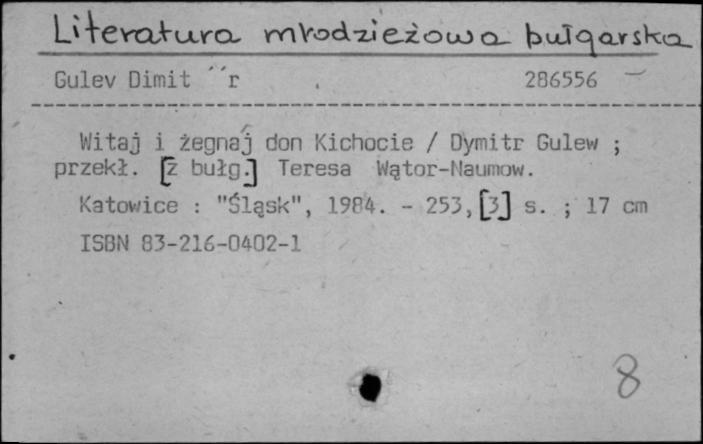 Literatura młodzieżowa bułgarska
Gulev Dimit ´´r 286556
Witaj i żegnaj don Kichocie / Dymitr Gulew ;
przekł. [z bułg.] Teresa Wątor-Naumow.
Katowice : "Śląsk", 1984. - 253,[3] s. ; 17 cm
ISBN 83-216-0402-1
8